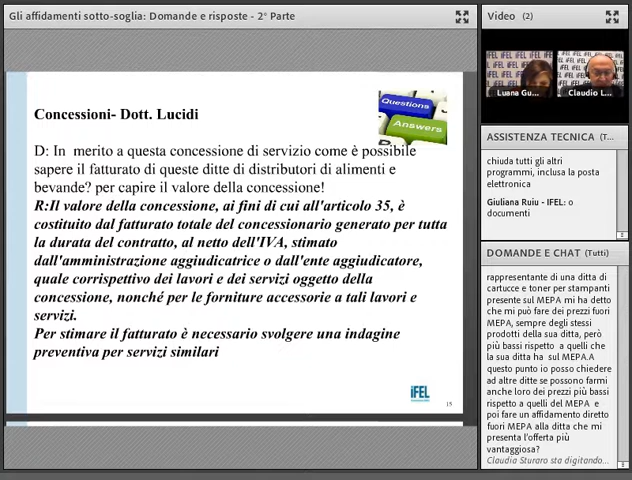 Gli affidamenti sotto-soglia: Domande e risposte - 2° Parte
Concessioni- Dott. Lucidi
Questions
Answers
D: In  merito a questa concessione di servizio come è possibile
sapere il fatturato di queste ditte di distributori di alimenti e
bevande? per capire il valore della concessione!
R:Il valore della concessione, ai fini di cui all'articolo 35, è
costituito dal fatturato totale del concessionario generato per tutta
la durata del contratto, al netto dell'IVA, stimato
dall'amministrazione aggiudicatrice o dall'ente aggiudicatore,
quale corrispettivo dei lavori e dei servizi oggetto della
concessione, nonché per le forniture accessorie a tali lavori e
servizi.
Per stimare il fatturato è necessario svolgere una indagine
preventiva per servizi similari
iFEL
15
Video (2)
Luana Gu...
Claudio L...
ASSISTENZA TECNICA (T...
chiuda tutti gli altri
programmi, inclusa la posta
elettronica
Giuliana Ruiu - IFEL: o
documenti
DOMANDE E CHAT (Tutti)
rappresentante di una ditta di
cartucce e toner per stampanti
presente sul MEPA mi ha detto
che mi può fare dei prezzi fuori
MEPA, sempre degli stessi
prodotti della sua ditta, però
più bassi rispetto  a quelli che
la sua ditta ha  sul MEPA.A
questo punto io posso chiedere
ad altre ditte se possono farmi
anche loro dei prezzi più bassi
rispetto a quelli del MEPA  e
poi fare un affidamento diretto
fuori MEPA alla ditta che mi
presenta l'offerta più
vantaggiosa?
Claudia Sturaro sta digitando...